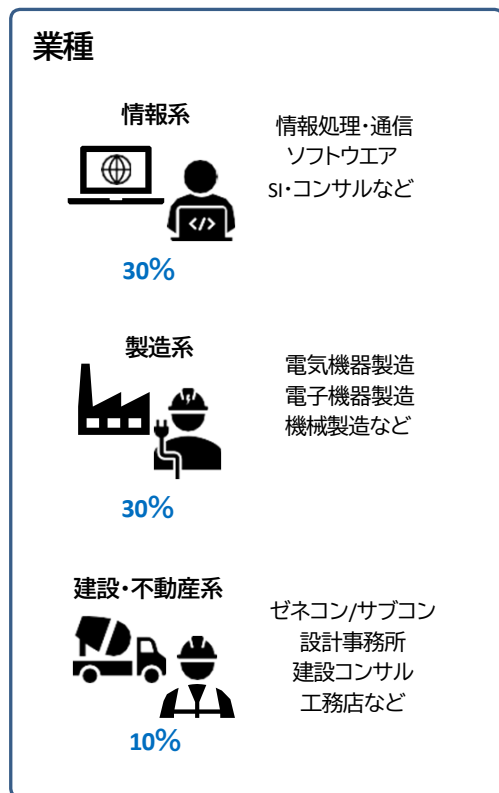 業種
情報系
情報処理・通信
ソフトウエア
SI・コンサルなど
</>
30%
製造系
電気機器製造
電子機器製造
機械製造など
30%
建設・不動産系
ゼネコン/サブコン
設計事務所
建設コンサル
工務店など
10%